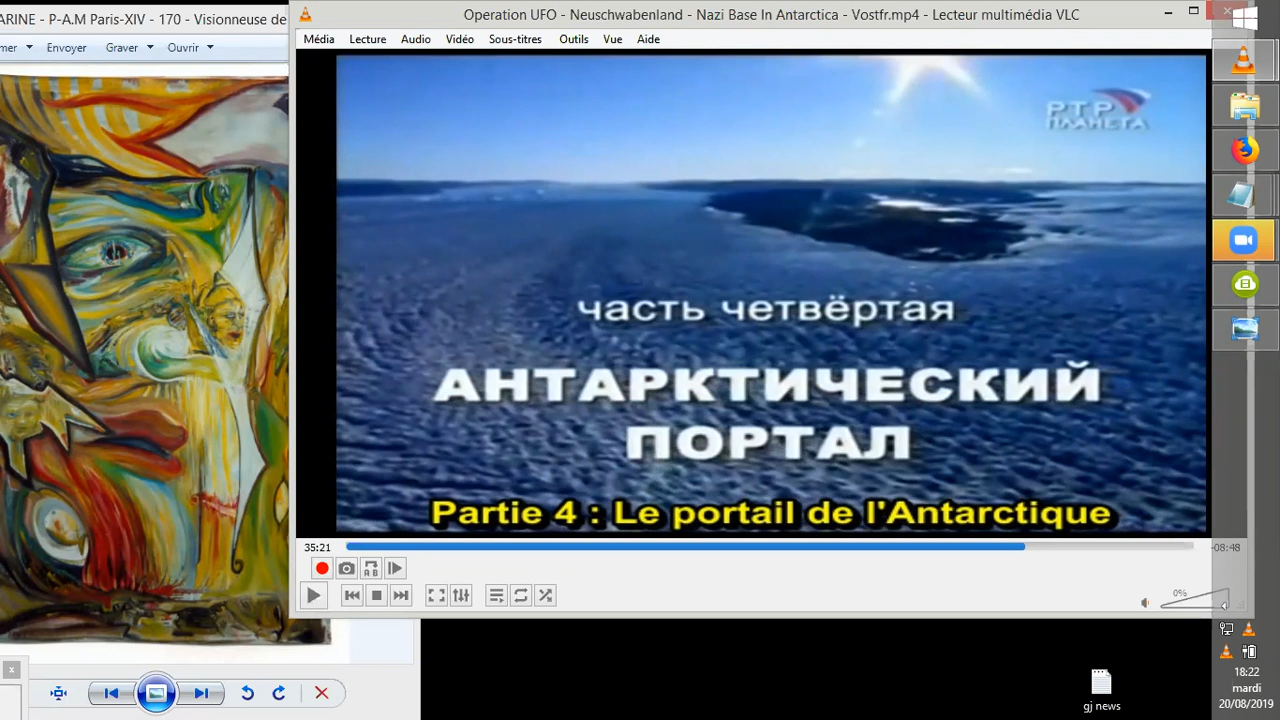 ARINE - P-A.M Paris-XIV - 170 - Visionneuse de
mer Envoyer Graver Ouvrir
Operation UFO - Neuschwabenland - Nazi Base In Antarctica - Vostfr.mp4 - Lecteur multimédia VLC
Média Lecture Audio Vidéo Sous-titres Outils Vue Aide
РТР
ПЛАНЕТА
часть четвёртая
АНТАРКТИЧЕСКИЙ
ПОРТАЛ
Partie 4 : Le portail de l'Antarctique
35:21 -08:48
A B
0%
gj news
18:22
mardi
20/08/2019